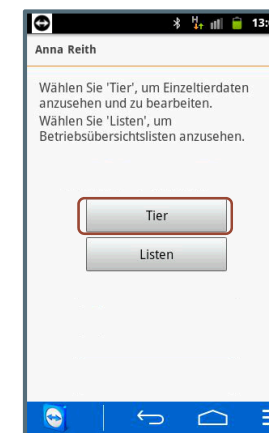 H
13:
Anna Reith
Wählen Sie 'Tier', um Einzeltierdaten
anzusehen und zu bearbeiten.
Wählen Sie 'Listen', um
Betriebsübersichtslisten anzusehen.
Tier
Listen